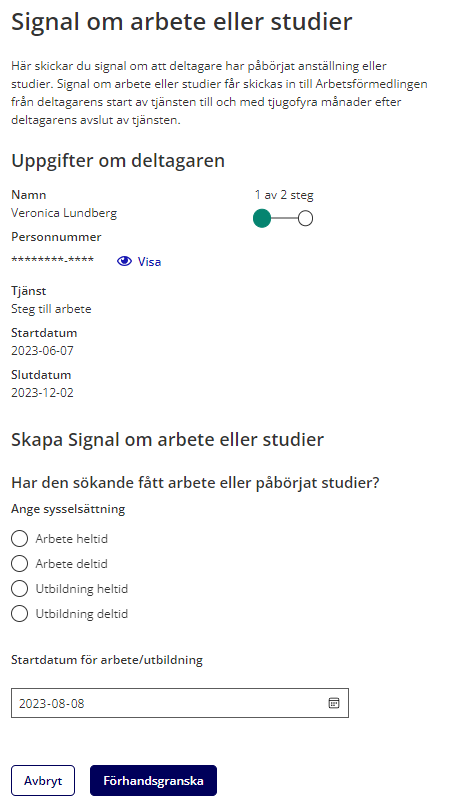 Signal om arbete eller studier
Här skickar du signal om att deltagare har påbörjat anställning eller
studier. Signal om arbete eller studier får skickas in till Arbetsförmedlingen
från deltagarens start av tjänsten till och med tjugofyra månader efter
deltagarens avslut av tjänsten.
Uppgifter om deltagaren
Namn
Veronica Lundberg
1 av 2 steg
Personnummer
********-****
Visa
Tjänst
Steg till arbete
Startdatum
2023-06-07
Slutdatum
2023-12-02
Skapa Signal om arbete eller studier
Har den sökande fått arbete eller påbörjat studier?
Ange sysselsättning
Arbete heltid
Arbete deltid
Utbildning heltid
Utbildning deltid
Startdatum för arbete/utbildning
2023-08-08
Avbryt
Förhandsgranska